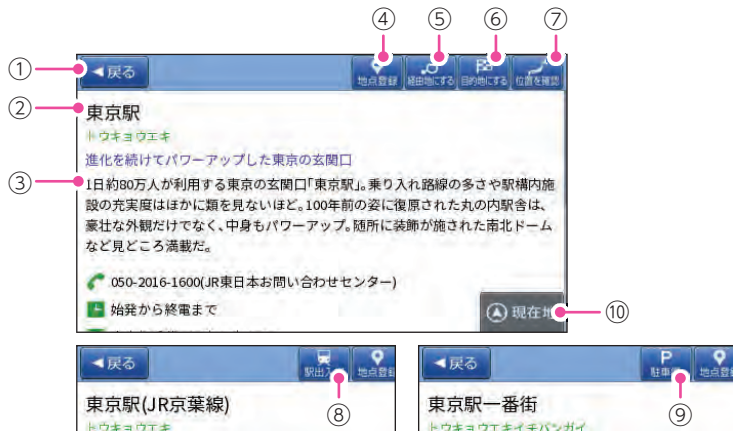 ④ ⑤ ⑥ ⑦
① ◀戻る 地点登録 経由地にする 目的地にする 位置を確認
② 東京駅
トウキョウエキ
進化を続けてパワーアップした東京の玄関口
③ 1日約80万人が利用する東京の玄関口「東京駅」。乗り入れ路線の多さや駅構内施
設の充実度はほかに類を見ないほど。100年前の姿に復原された丸の内駅舎は、
豪壮な外観だけでなく、中身もパワーアップ。随所に装飾が施された南北ドーム
など見どころ満載だ。
050-2016-1600(JR東日本お問い合わせセンター)
始発から終電まで
現在地 ⑩
◀戻る 駅出入 地点登録
東京駅(JR京葉線) ⑧
トウキョウエキ
◀戻る P 駐車 地点登録
東京駅一番街 ⑨
トウキョウエキイチバンガイ